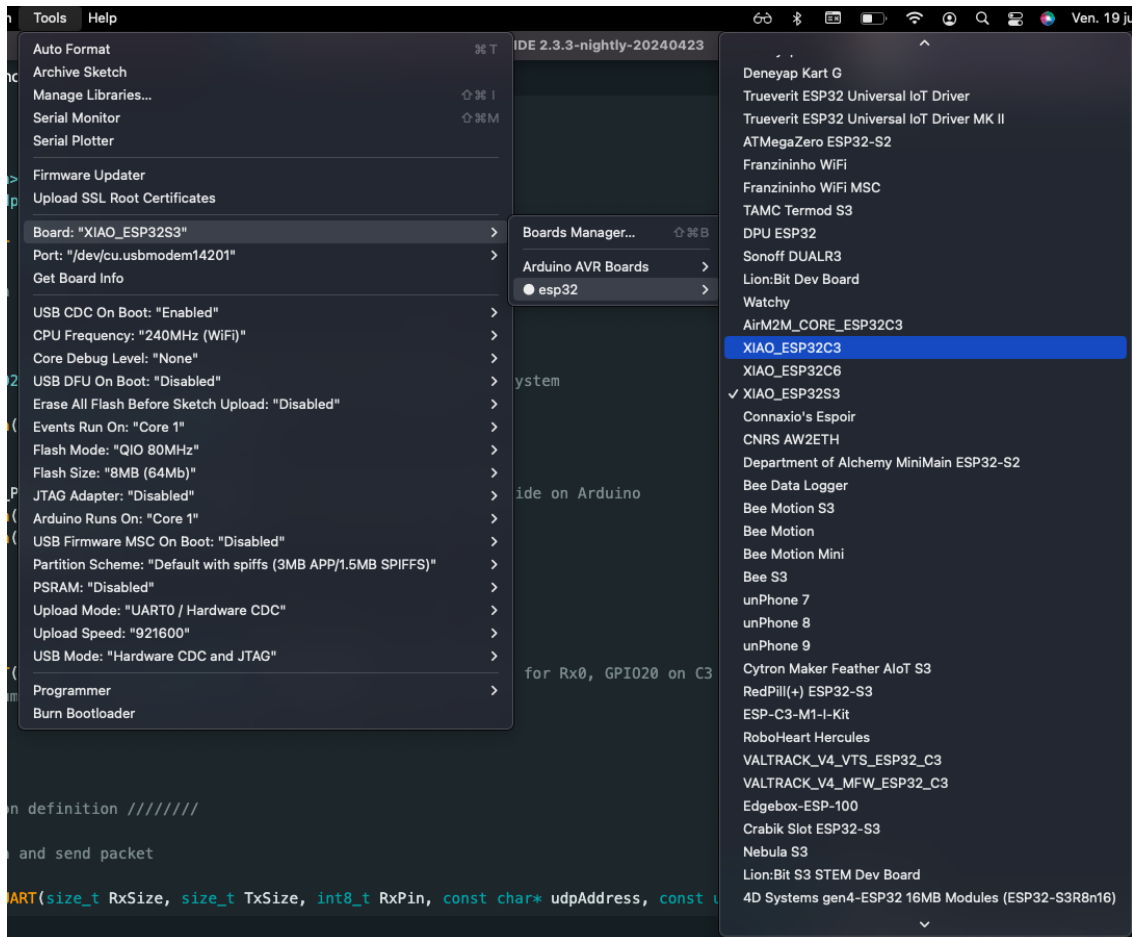 Tools Help
Ven. 19 ju
Auto Format ⌘ T
Archive Sketch
Manage Libraries... ⇧ ⌘ I
Serial Monitor ⇧ ⌘ M
Serial Plotter
Firmware Updater
Upload SSL Root Certificates
Board: "XIAO_ESP32S3"
Port: "/dev/cu.usbmodem14201"
Get Board Info
USB CDC On Boot: "Enabled"
CPU Frequency: "240MHz (WiFi)"
Core Debug Level: "None"
USB DFU On Boot: "Disabled"
Erase All Flash Before Sketch Upload: "Disabled"
Events Run On: "Core 1"
Flash Mode: "QIO 80MHz"
Flash Size: "8MB (64Mb)"
JTAG Adapter: "Disabled"
Arduino Runs On: "Core 1"
USB Firmware MSC On Boot: "Disabled"
Partition Scheme: "Default with spiffs (3MB APP/1.5MB SPIFFS)"
PSRAM: "Disabled"
Upload Mode: "UART0 / Hardware CDC"
Upload Speed: "921600"
USB Mode: "Hardware CDC and JTAG"
Programmer
Burn Bootloader
IDE 2.3.3-nightly-20240423
Boards Manager... ⇧ ⌘ B
Arduino AVR Boards
esp32
ystem
ide on Arduino
for Rx0, GPIO20 on C3
Deneyap Kart G
Trueverit ESP32 Universal IoT Driver
Trueverit ESP32 Universal IoT Driver MK II
ATMegaZero ESP32-S2
Franzininho WiFi
Franzininho WiFi MSC
TAMC Termod S3
DPU ESP32
Sonoff DUALR3
Lion:Bit Dev Board
Watchy
AirM2M_CORE_ESP32C3
XIAO_ESP32C3
XIAO_ESP32C6
✓ XIAO_ESP32S3
Connaxio's Espoir
CNRS AW2ETH
Department of Alchemy MiniMain ESP32-S2
Bee Data Logger
Bee Motion S3
Bee Motion
Bee Motion Mini
Bee S3
unPhone 7
unPhone 8
unPhone 9
Cytron Maker Feather AIoT S3
RedPill(+) ESP32-S3
ESP-C3-M1-I-Kit
RoboHeart Hercules
VALTRACK_V4_VTS_ESP32_C3
VALTRACK_V4_MFW_ESP32_C3
Edgebox-ESP-100
Crabik Slot ESP32-S3
Nebula S3
Lion:Bit S3 STEM Dev Board
4D Systems gen4-ESP32 16MB Modules (ESP32-S3R8n16)
on definition ////////
and send packet
UART(size_t RxSize, size_t TxSize, int8_t RxPin, const char* udpAddress, const u